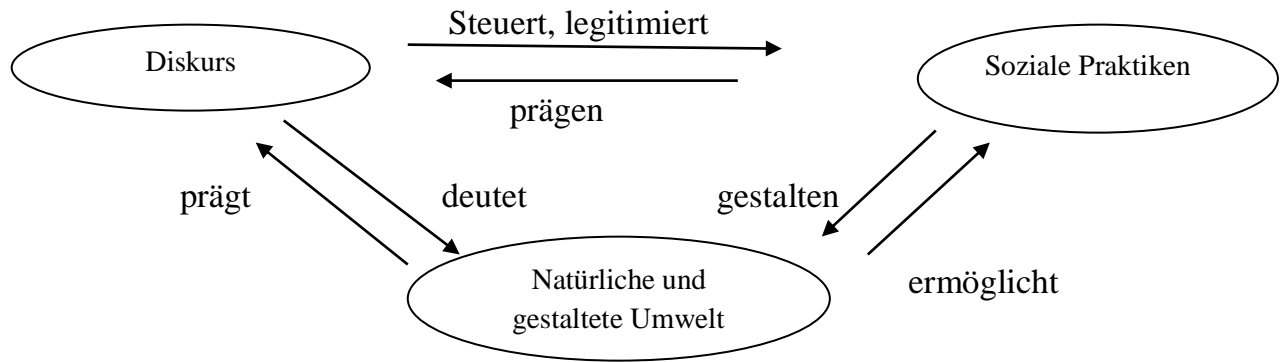 Steuert, legitimiert
Diskurs
Soziale Praktiken
prägen
prägt
deutet
gestalten
Natürliche und
gestaltete Umwelt
ermöglicht